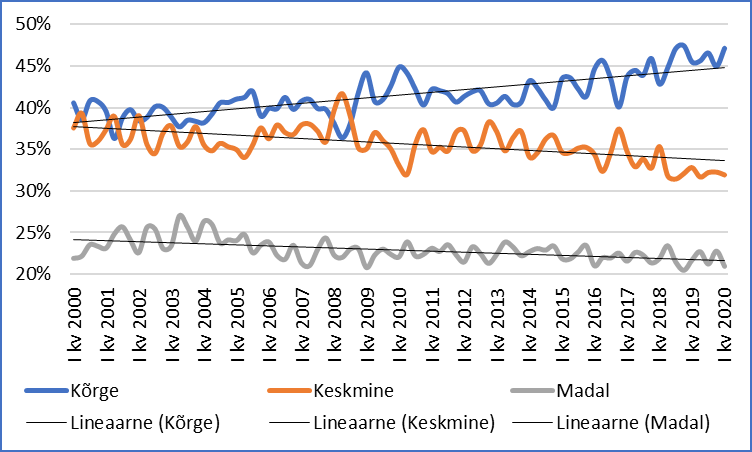 50%
45%
40%
35%
30%
25%
20%
I kv 2000
I kv 2001
I kv 2002
I kv 2003
I kv 2004
I kv 2005
I kv 2006
I kv 2007
I kv 2008
I kv 2009
I kv 2010
I kv 2011
I kv 2012
I kv 2013
I kv 2014
I kv 2015
I kv 2016
I kv 2017
I kv 2018
I kv 2019
I kv 2020
Kõrge Keskmine Madal
Lineaarne (Kõrge) Lineaarne (Keskmine) Lineaarne (Madal)